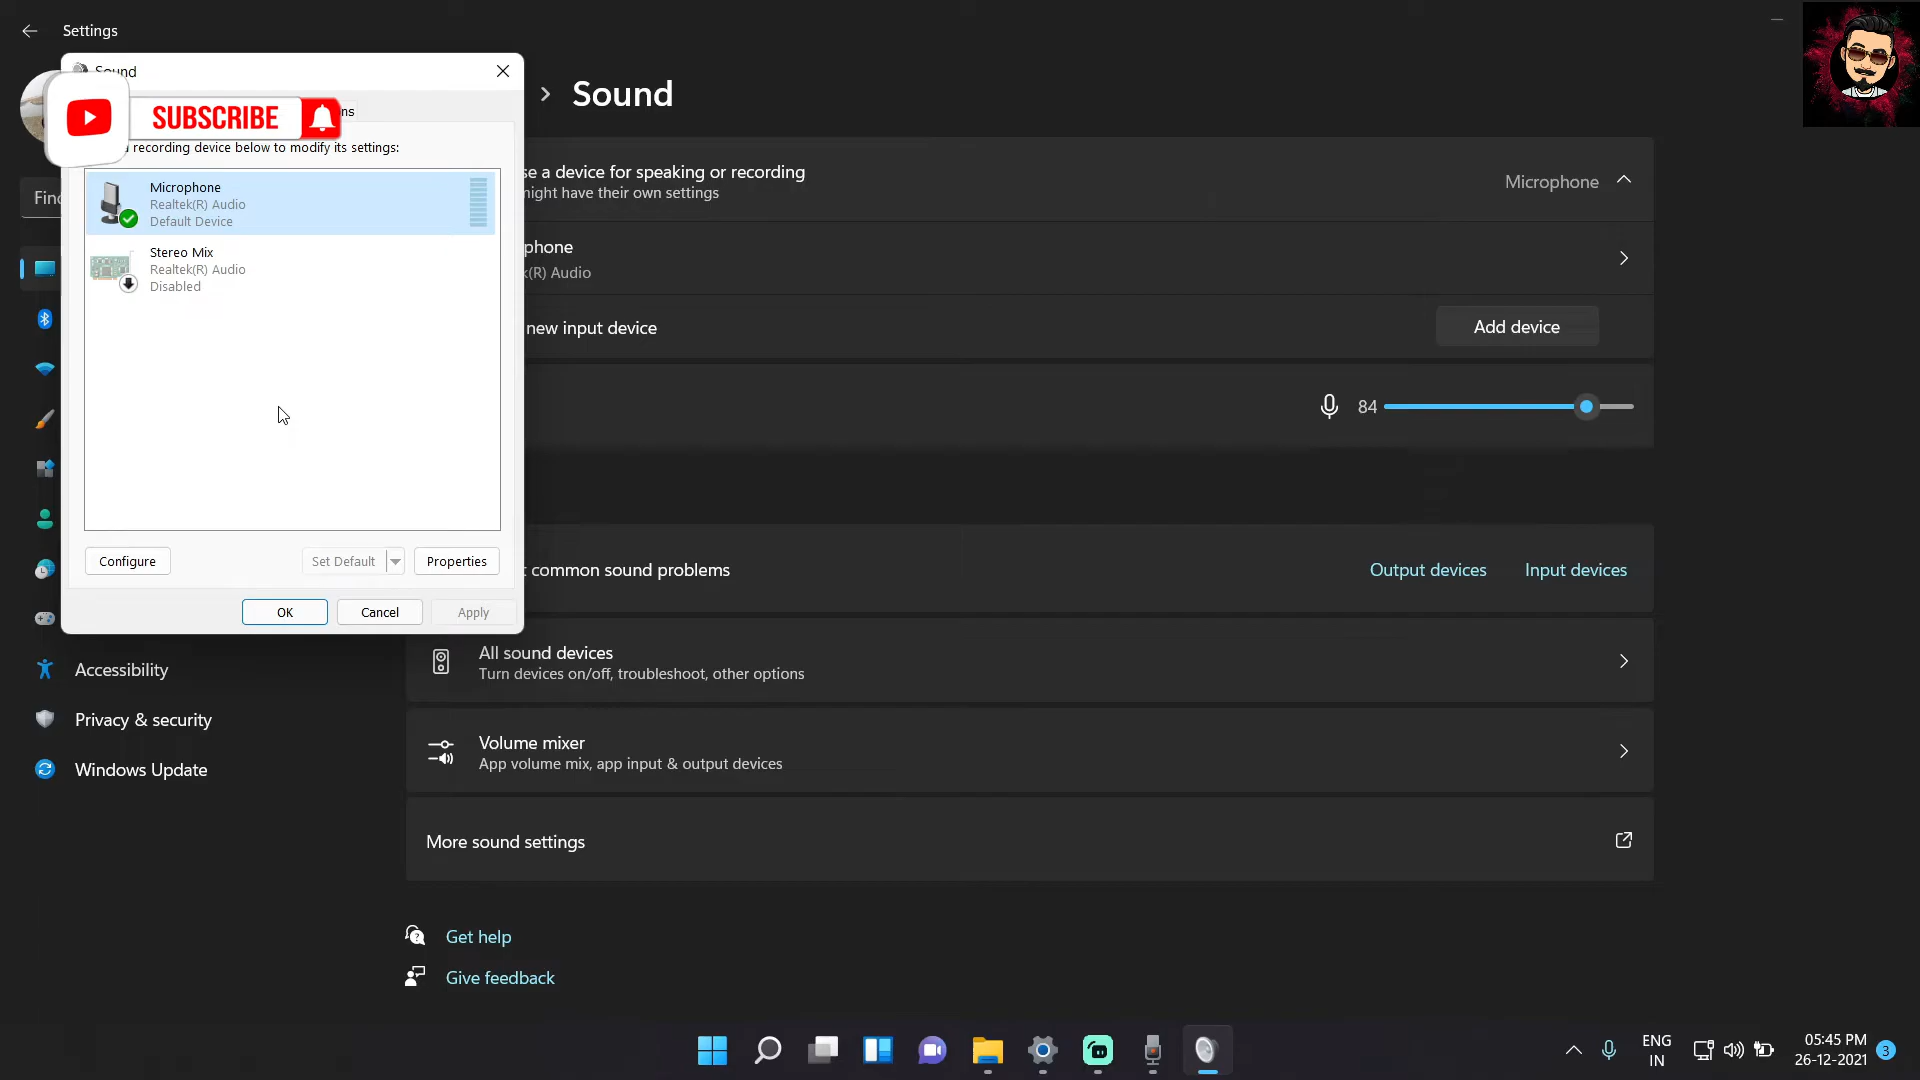 Settings
Sound
SUBSCRIBE
recording device below to modify its settings:
Microphone
Realtek(R) Audio
Default Device
Stereo Mix
Realtek(R) Audio
Disabled
Configure
Set Default
Properties
OK
Cancel
Apply
Sound
a device for speaking or recording
might have their own settings
Microphone
phone
(R) Audio
new input device
Add device
84
common sound problems
Output devices
Input devices
All sound devices
Turn devices on/off, troubleshoot, other options
Volume mixer
App volume mix, app input & output devices
More sound settings
Get help
Give feedback
Accessibility
Privacy & security
Windows Update
ENG
IN
05:45 PM
26-12-2021
3